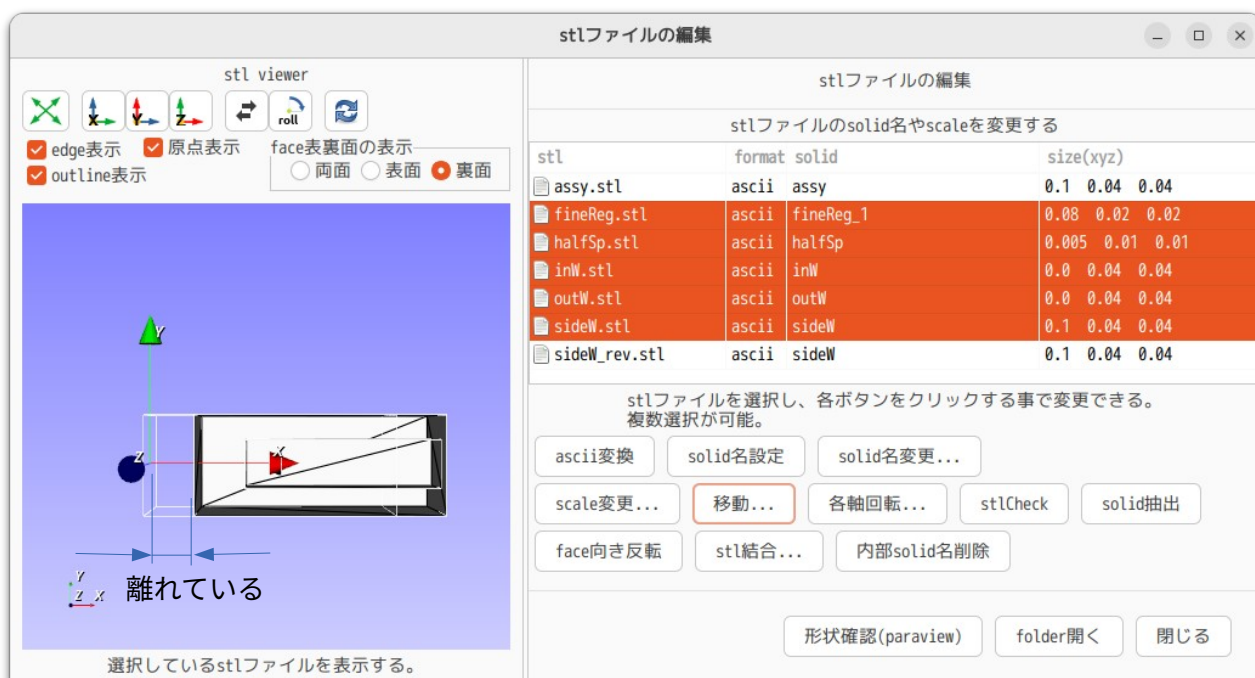 stlファイルの編集
stl viewer
X Y Z roll
edge表示 原点表示
outline表示
face表裏面の表示
両面 表面 裏面
Y
Z
X
離れている
Y
Z X
選択しているstlファイルを表示する。
stlファイルの編集
stlファイルのsolid名やscaleを変更する
stl format solid size(xyz)
assy.stl ascii assy 0.1 0.04 0.04
fineReg.stl ascii fineReg_1 0.08 0.02 0.02
halfSp.stl ascii halfSp 0.005 0.01 0.01
inW.stl ascii inW 0.0 0.04 0.04
outW.stl ascii outW 0.0 0.04 0.04
sideW.stl ascii sideW 0.1 0.04 0.04
sideW_rev.stl ascii sideW 0.1 0.04 0.04
stlファイルを選択し、各ボタンをクリックする事で変更できる。
複数選択が可能。
ascii変換 solid名設定 solid名変更...
scale変更... 移動... 各軸回転... stlCheck solid抽出
face向き反転 stl結合... 内部solid名削除
形状確認(paraview) folder開く 閉じる